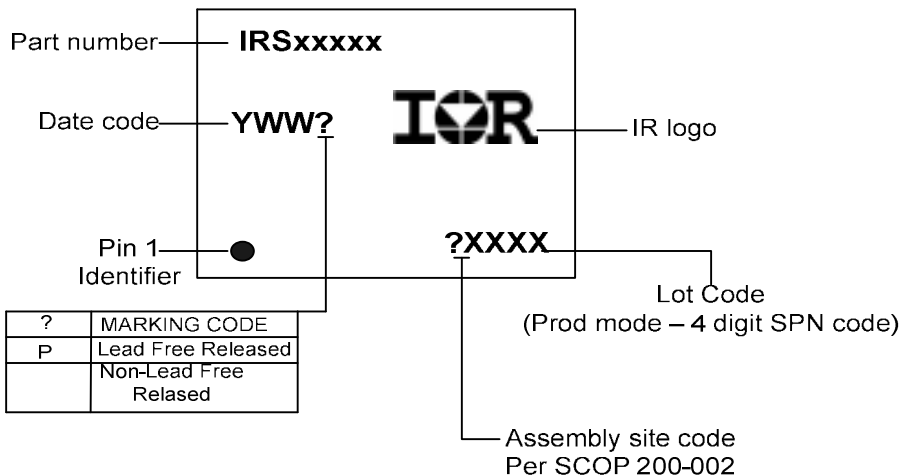 Part number
IRSxxxxx
Date code
YWW?
IOR
IR logo
Pin 1
Identifier
?XXXX
Lot Code
(Prod mode – 4 digit SPN code)
? MARKING CODE
P Lead Free Released
Non-Lead Free
Relased
Assembly site code
Per SCOP 200-002